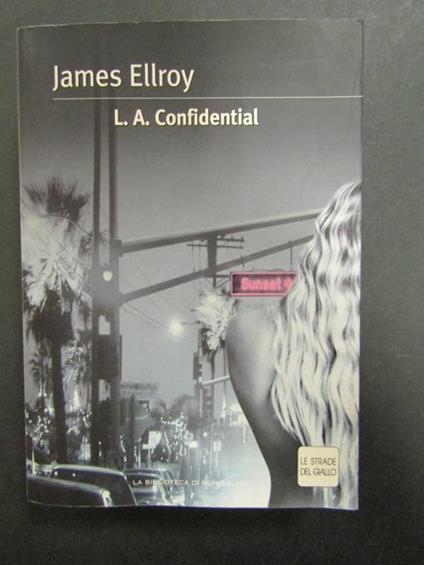 James Ellroy
L. A. Confidential
Sunset
LE STRADE
DEL GIALLO
LA BIBLIOTECA DI REPUBBLICA